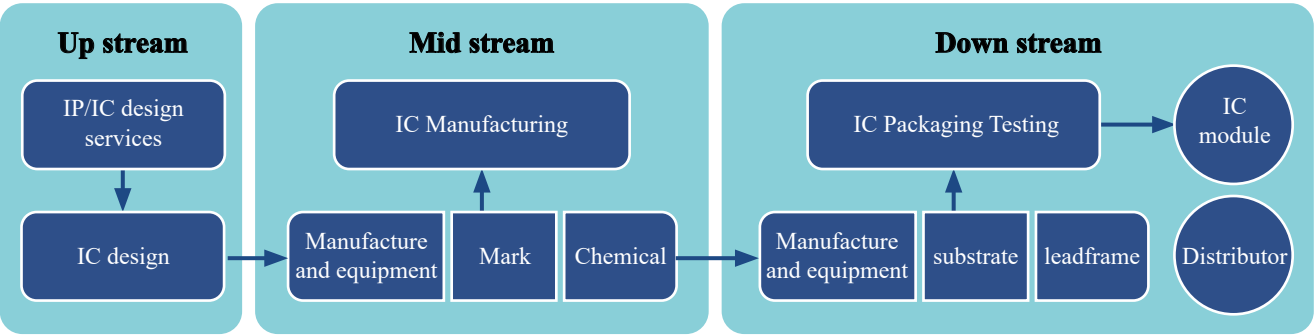 Up stream
IP/IC design
services
IC design
Mid stream
IC Manufacturing
Manufacture
and equipment
Mark
Chemical
Down stream
IC Packaging Testing
IC
module
Manufacture
and equipment
substrate
leadframe
Distributor